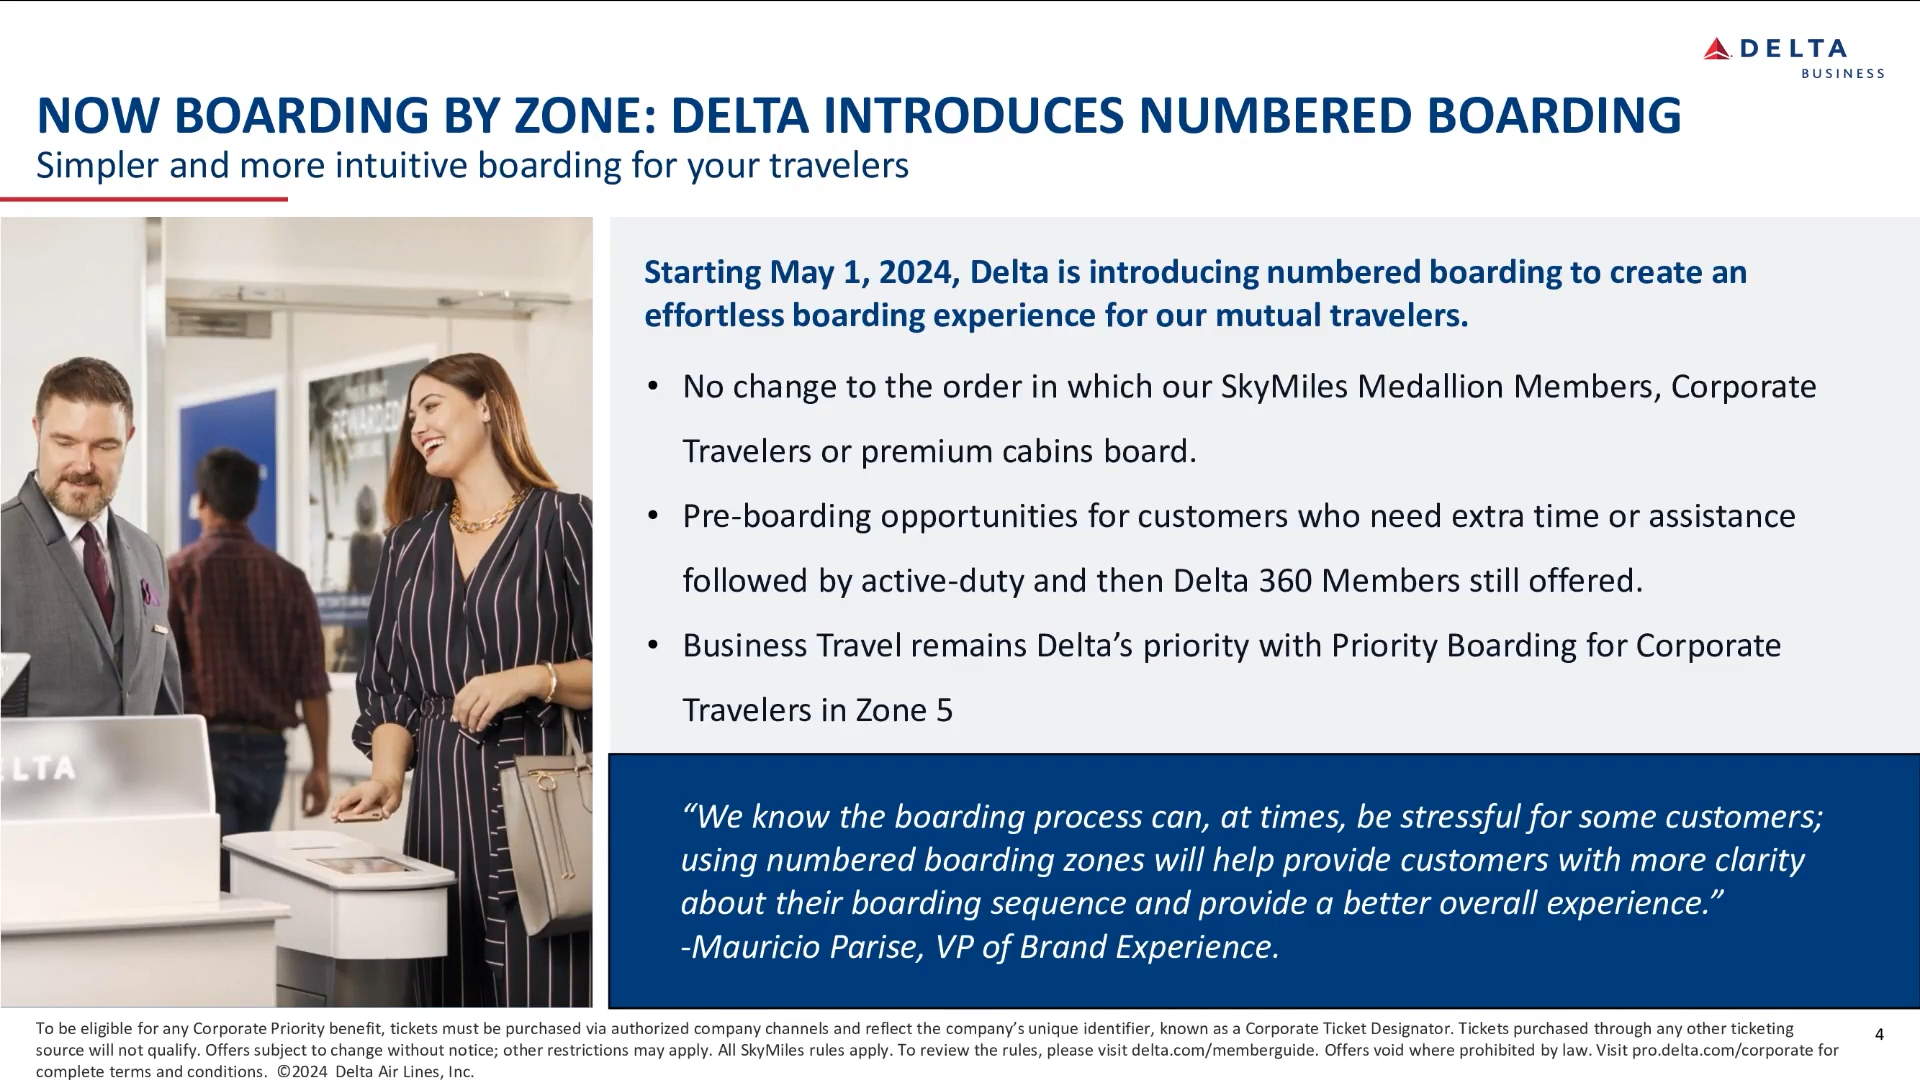 DELTA
BUSINESS
NOW BOARDING BY ZONE: DELTA INTRODUCES NUMBERED BOARDING
Simpler and more intuitive boarding for your travelers
REWARDED
LTA
Starting May 1, 2024, Delta is introducing numbered boarding to create an
effortless boarding experience for our mutual travelers.
• No change to the order in which our SkyMiles Medallion Members, Corporate
Travelers or premium cabins board.
• Pre-boarding opportunities for customers who need extra time or assistance
followed by active-duty and then Delta 360 Members still offered.
• Business Travel remains Delta’s priority with Priority Boarding for Corporate
Travelers in Zone 5
“We know the boarding process can, at times, be stressful for some customers;
using numbered boarding zones will help provide customers with more clarity
about their boarding sequence and provide a better overall experience.”
-Mauricio Parise, VP of Brand Experience.
To be eligible for any Corporate Priority benefit, tickets must be purchased via authorized company channels and reflect the company’s unique identifier, known as a Corporate Ticket Designator. Tickets purchased through any other ticketing
source will not qualify. Offers subject to change without notice; other restrictions may apply. All SkyMiles rules apply. To review the rules, please visit delta.com/memberguide. Offers void where prohibited by law. Visit pro.delta.com/corporate for
complete terms and conditions. ©2024 Delta Air Lines, Inc.
4